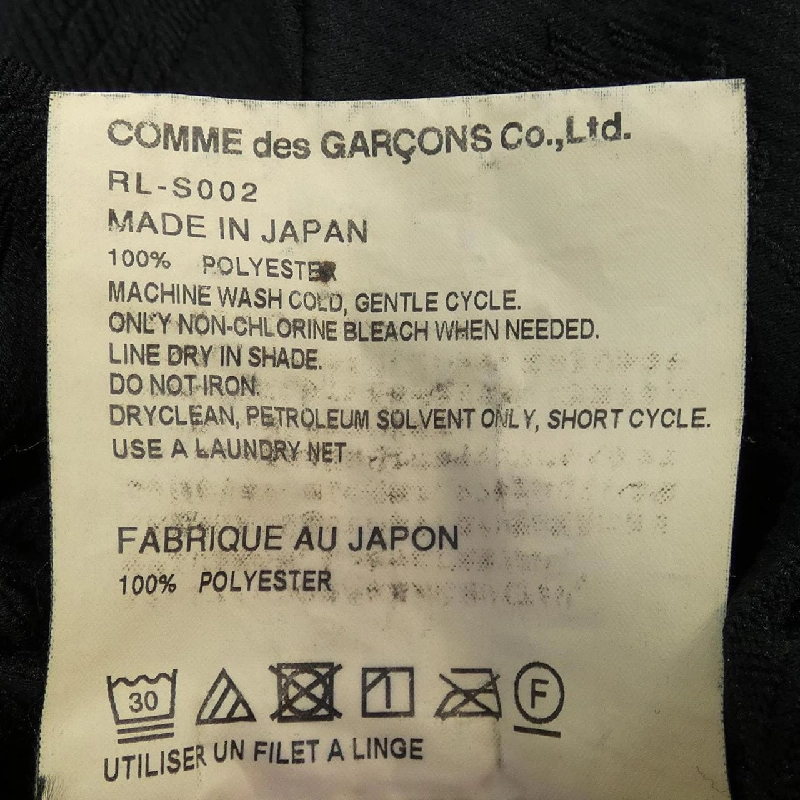 COMME des GARÇONS Co.,Ltd.
RL-S002
MADE IN JAPAN
100% POLYESTER
MACHINE WASH COLD, GENTLE CYCLE.
ONLY NON-CHLORINE BLEACH WHEN NEEDED.
LINE DRY IN SHADE.
DO NOT IRON.
DRYCLEAN, PETROLEUM SOLVENT ONLY, SHORT CYCLE.
USE A LAUNDRY NET
FABRIQUE AU JAPON
100% POLYESTER
30 F
UTILISER UN FILET A LINGE